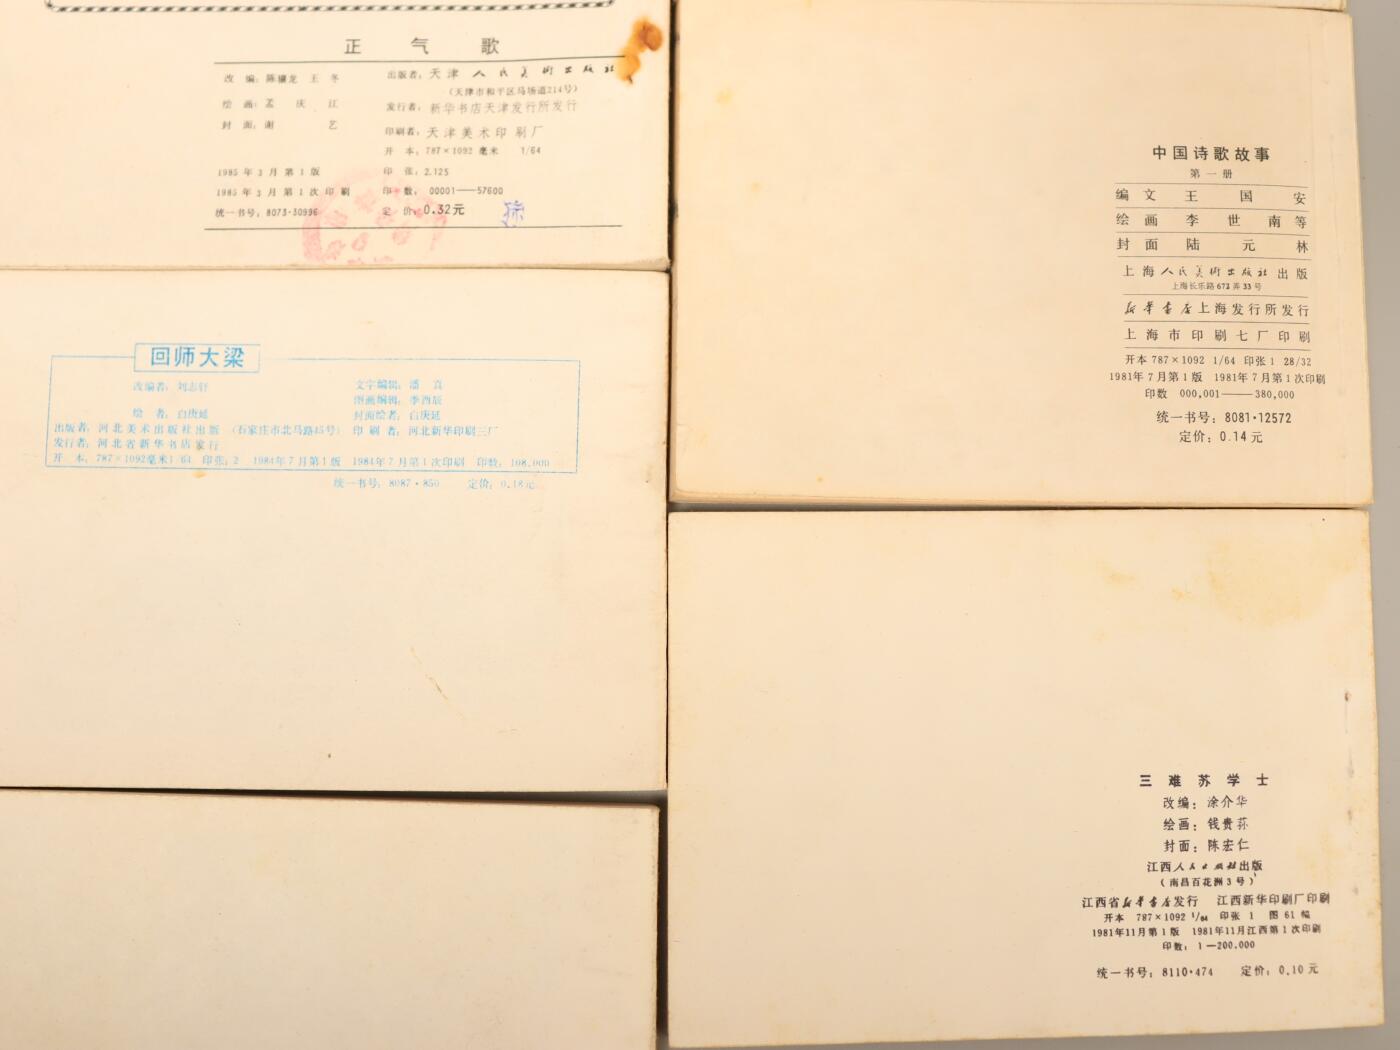 正 气 歌
改 编：陈骧龙 王 冬
绘 画：孟 庆 江
封 面：谢 艺
1985年3月第1版
1985年3月第1次印刷
统一书号：8073·30996
出版者：天津人民美術出版社
（天津市和平区马场道214号）
发行者：新华书店天津发行所发行
印刷者：天津美术印刷厂
开 本：787×1092 毫米 1/64
印 张：2.125
印 数：00001——57600
定 价：0.32元
回师大梁
改编者：刘志轩 文字编辑：潘 真
图画编辑：季酉辰
绘 者：白庚延 封面绘者：白庚延
出版者：河北美术出版社出版 （石家庄市北马路45号） 印 刷 者：河北新华印刷三厂
发行者：河北省新华书店发行
开 本：787×1092毫米1/64 印张：2 1984年7月第1版 1984年7月第1次印刷 印数：108,000
统一书号：8087·850 定价：0.18元
中国诗歌故事
第一册
编 文 王 国 安
绘 画 李 世 南 等
封 面 陆 元 林
上海人民美術出版社出版
上海长乐路672弄33号
新華書店上海发行所发行
上海市印刷七厂印刷
开本 787×1092 1/64 印张 1 28/32
1981年7月第1版 1981年7月第1次印刷
印数 000,001——380,000
统一书号：8081·12572
定价：0.14元
三 难 苏 学 士
改编：涂介华
绘画：钱贵荪
封面：陈宏仁
江西人民出版社出版
（南昌百花洲3号）
江西省新華書店发行 江西新华印刷厂印刷
开本 787×1092 1/64 印张 1 图 61 幅
1981年11月第1版 1981年11月江西第1次印刷
印数：1—200,000
统一书号：8110·474 定价：0.10元